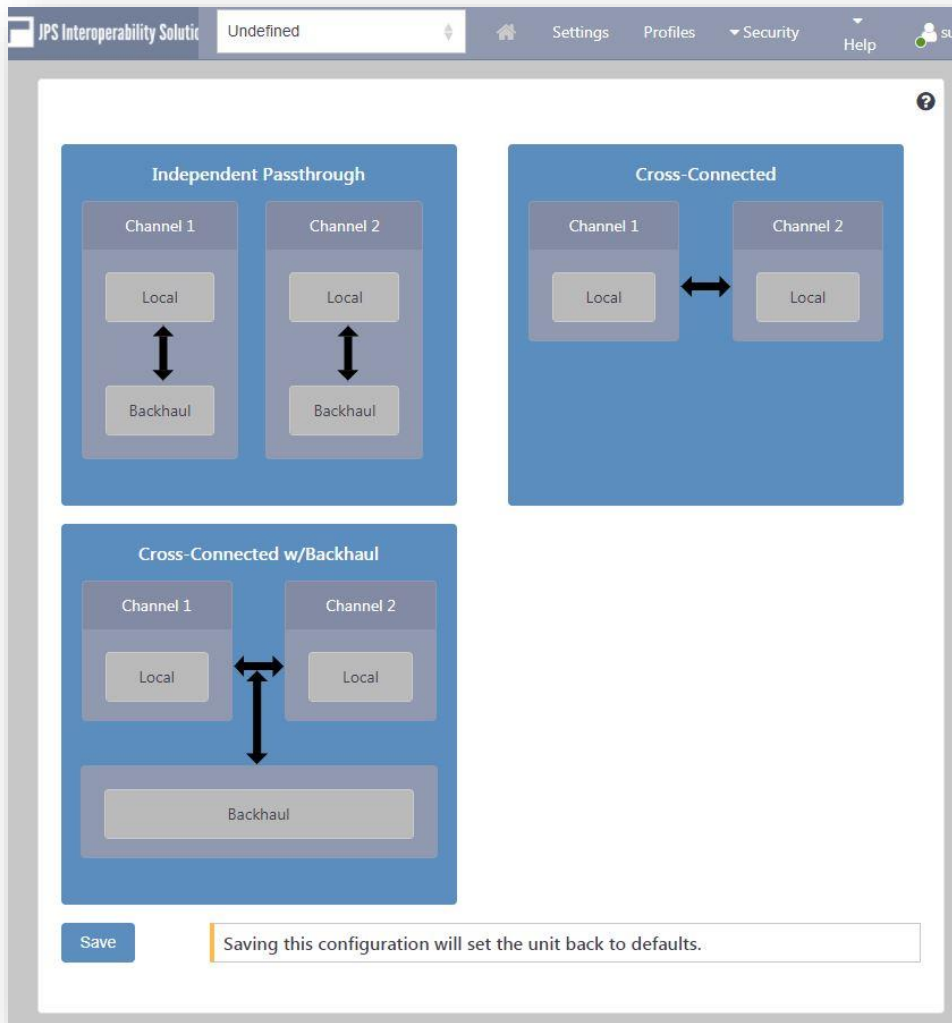 JPS Interoperability Solutio
Undefined
Settings
Profiles
Security
Help
su
Independent Passthrough
Channel 1
Channel 2
Local
Local
Backhaul
Backhaul
Cross-Connected
Channel 1
Channel 2
Local
Local
Cross-Connected w/Backhaul
Channel 1
Channel 2
Local
Local
Backhaul
Save
Saving this configuration will set the unit back to defaults.